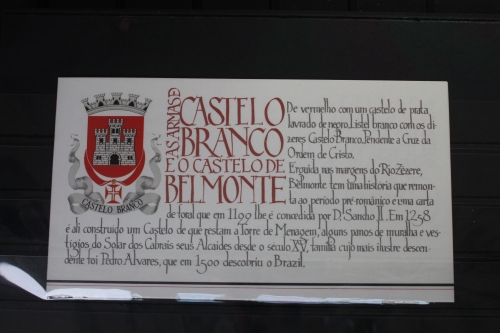 CASTELO BRANCO
AS ARMAS D
CASTELO
BRANCO
E O CASTELO DE
BELMONTE
De vermelho com um castelo de prata
lavrado de negro. Listel branco com os di-
zeres Castelo Branco. Pendente a Cruz da
Ordem de Cristo.
Erguida nas margens do Rio Zêzere,
Belmonte tem uma história que remon-
ta ao período pré-românico e uma carta
de foral que em 1199 lhe é concedida por D. Sancho II. Em 1258
é ali construido um Castelo de que restam a Torre de Menagem, alguns panos de muralha e ves-
tígios do Solar dos Cabrais seus Alcaides desde o século XV, família cujo mais ilustre descen-
dente foi Pedro Alvares, que em 1500 descobriu o Brazil.